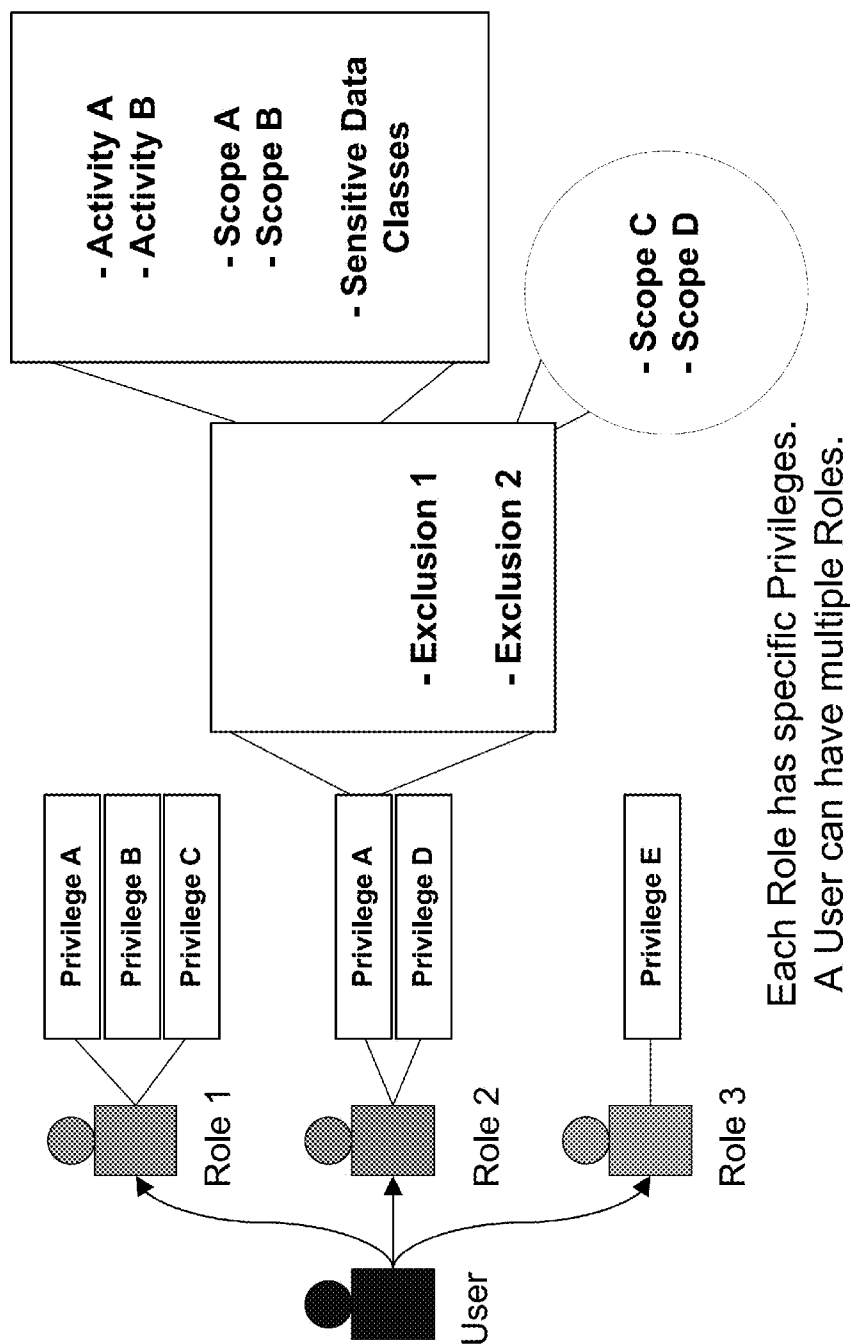 User
Role 1
Role 2
Role 3
Privilege A
Privilege B
Privilege C
Privilege A
Privilege D
Privilege E
- Exclusion 1
- Exclusion 2
- Activity A
- Activity B
- Scope A
- Scope B
- Sensitive Data
Classes
- Scope C
- Scope D
Each Role has specific Privileges.
A User can have multiple Roles.